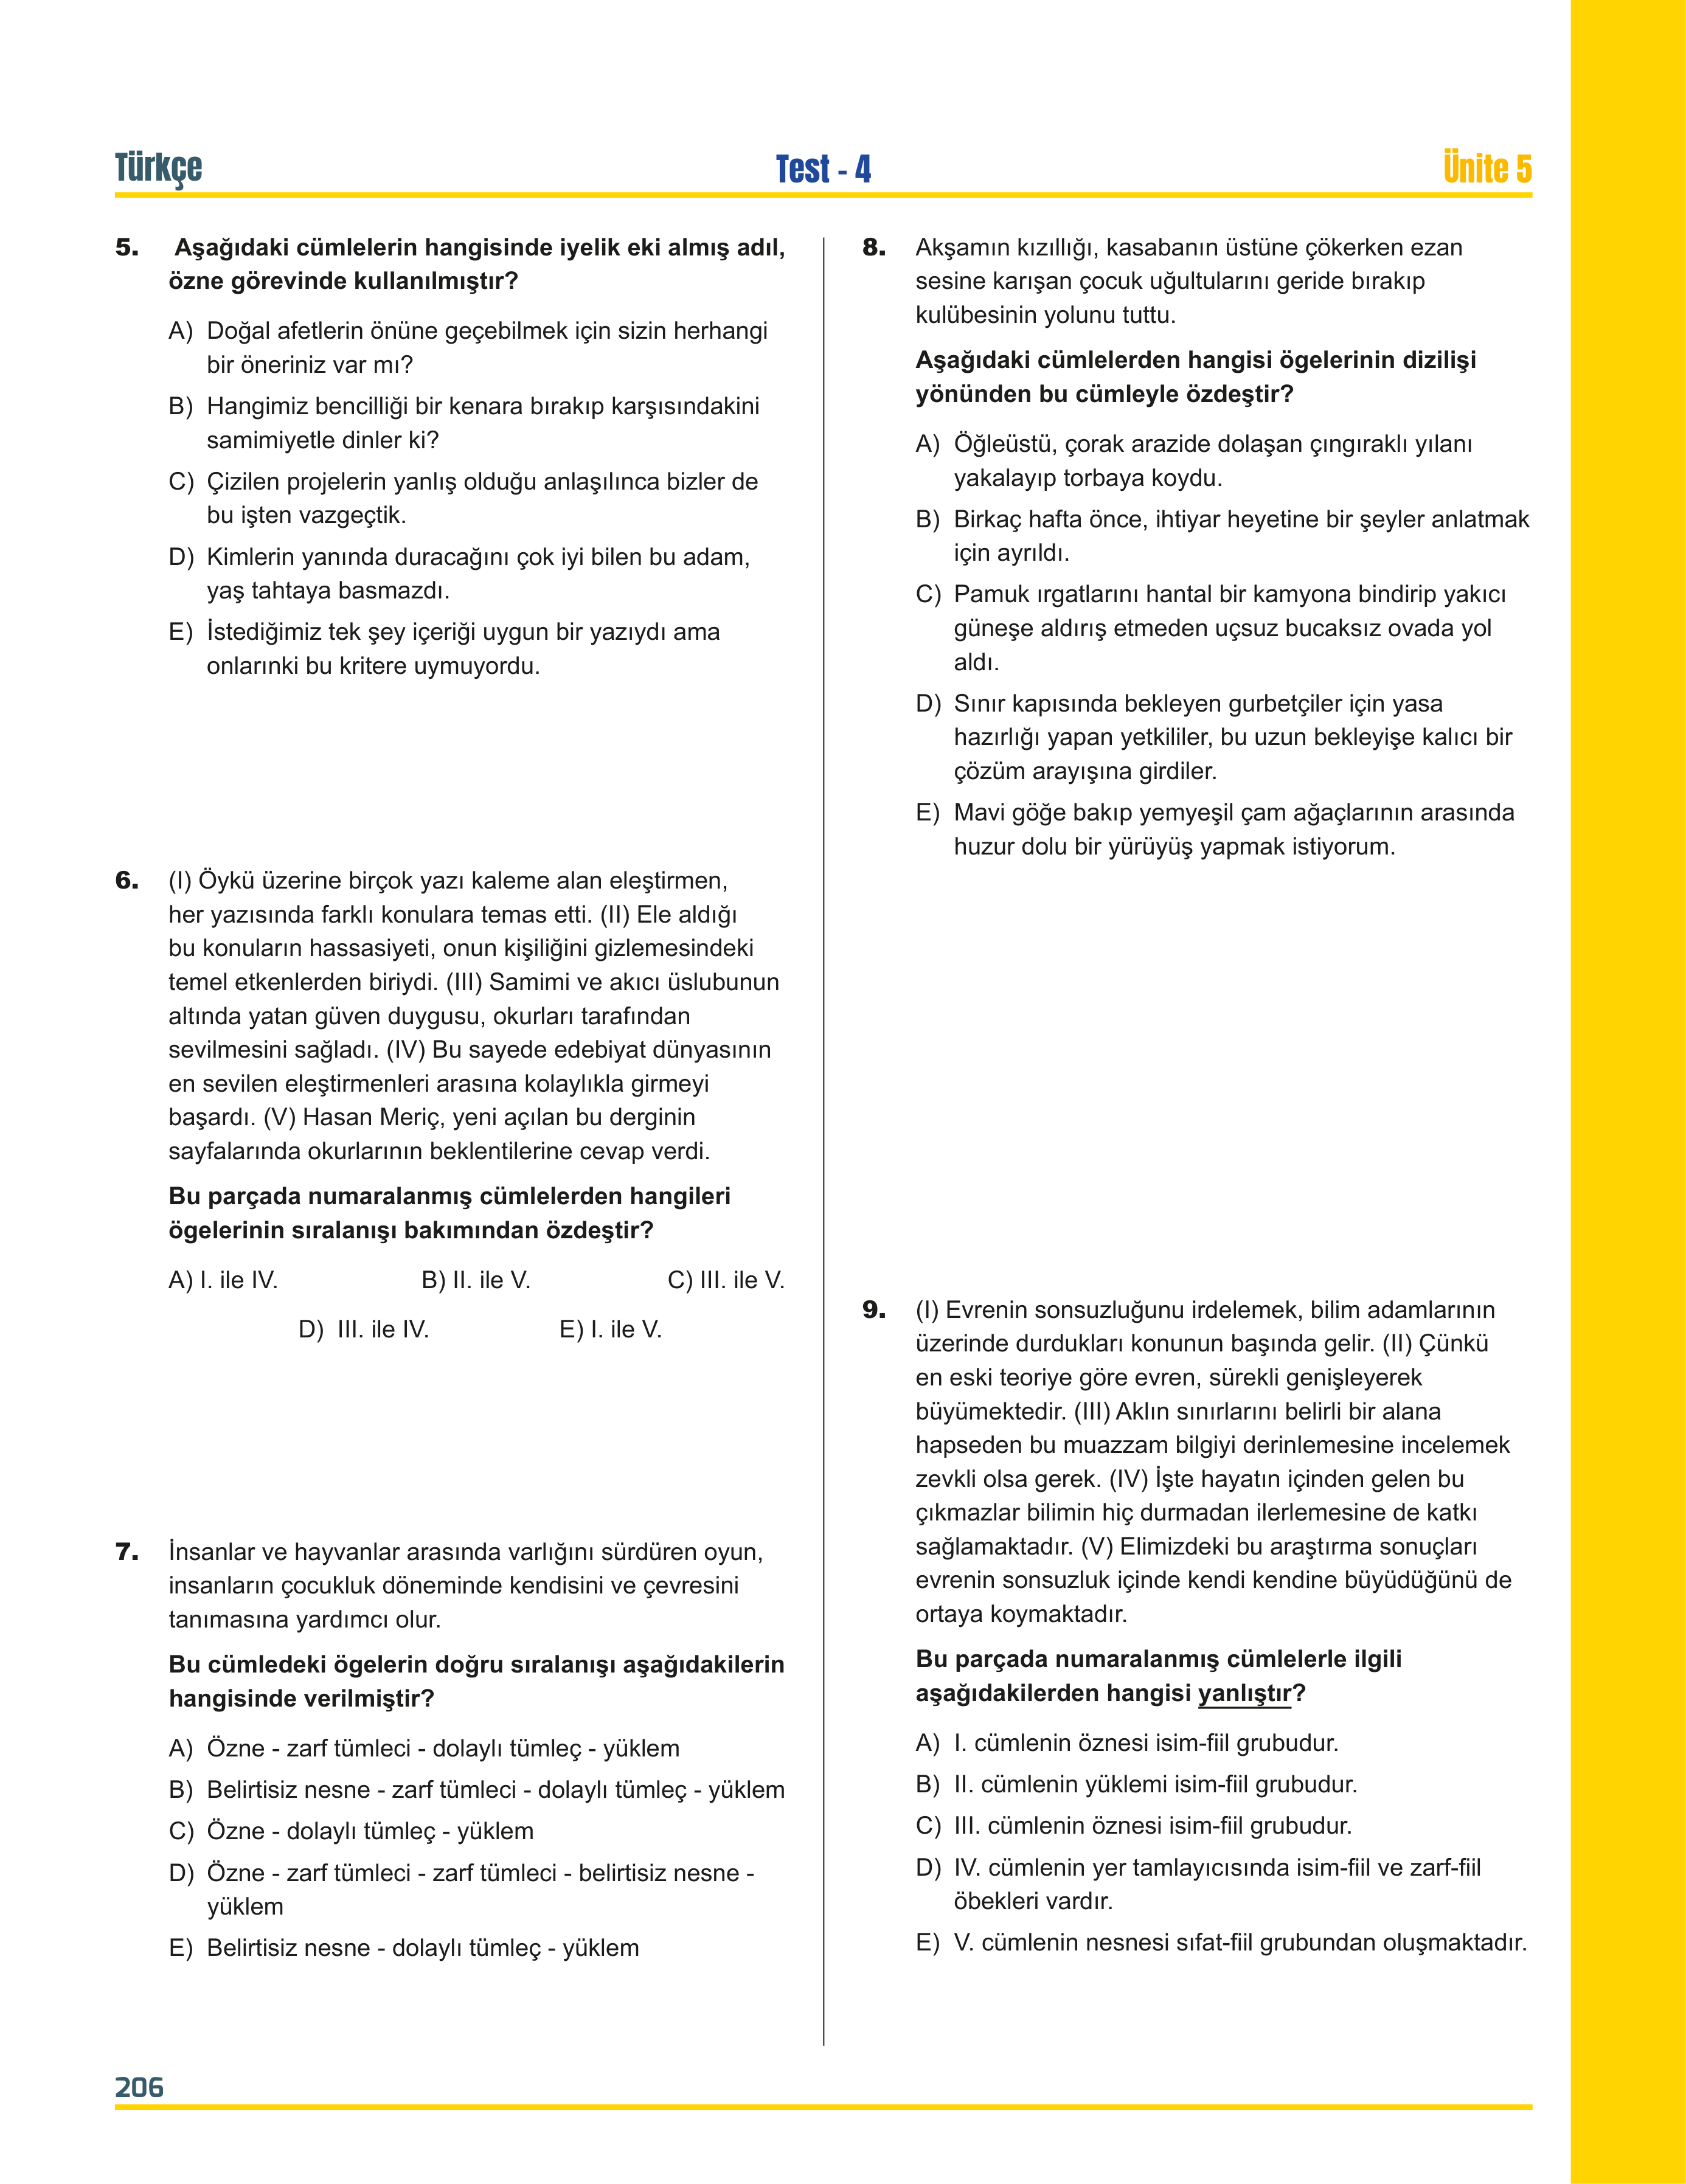 Türkçe
Test - 4
Ünite 5
5. Aşağıdaki cümlelerin hangisinde iyelik eki almış adıl,
özne görevinde kullanılmıştır?
A) Doğal afetlerin önüne geçebilmek için sizin herhangi
bir öneriniz var mı?
B) Hangimiz bencilliği bir kenara bırakıp karşısındakini
samimiyetle dinler ki?
C) Çizilen projelerin yanlış olduğu anlaşılınca bizler de
bu işten vazgeçtik.
D) Kimlerin yanında duracağını çok iyi bilen bu adam,
yaş tahtaya basmazdı.
E) İstediğimiz tek şey içeriği uygun bir yazıydı ama
onlarınki bu kritere uymuyordu.
6. (I) Öykü üzerine birçok yazı kaleme alan eleştirmen,
her yazısında farklı konulara temas etti. (II) Ele aldığı
bu konuların hassasiyeti, onun kişiliğini gizlemesindeki
temel etkenlerden biriydi. (III) Samimi ve akıcı üslubunun
altında yatan güven duygusu, okurları tarafından
sevilmesini sağladı. (IV) Bu sayede edebiyat dünyasının
en sevilen eleştirmenleri arasına kolaylıkla girmeyi
başardı. (V) Hasan Meriç, yeni açılan bu derginin
sayfalarında okurlarının beklentilerine cevap verdi.
Bu parçada numaralanmış cümlelerden hangileri
ögelerinin sıralanışı bakımından özdeştir?
A) I. ile IV. B) II. ile V. C) III. ile V.
D) III. ile IV. E) I. ile V.
7. İnsanlar ve hayvanlar arasında varlığını sürdüren oyun,
insanların çocukluk döneminde kendisini ve çevresini
tanımasına yardımcı olur.
Bu cümledeki ögelerin doğru sıralanışı aşağıdakilerin
hangisinde verilmiştir?
A) Özne - zarf tümleci - dolaylı tümleç - yüklem
B) Belirtisiz nesne - zarf tümleci - dolaylı tümleç - yüklem
C) Özne - dolaylı tümleç - yüklem
D) Özne - zarf tümleci - zarf tümleci - belirtisiz nesne -
yüklem
E) Belirtisiz nesne - dolaylı tümleç - yüklem
8. Akşamın kızıllığı, kasabanın üstüne çökerken ezan
sesine karışan çocuk uğultularını geride bırakıp
kulübesinin yolunu tuttu.
Aşağıdaki cümlelerden hangisi ögelerinin dizilişi
yönünden bu cümleyle özdeştir?
A) Öğleüstü, çorak arazide dolaşan çıngıraklı yılanı
yakalayıp torbaya koydu.
B) Birkaç hafta önce, ihtiyar heyetine bir şeyler anlatmak
için ayrıldı.
C) Pamuk ırgatlarını hantal bir kamyona bindirip yakıcı
güneşe aldırış etmeden uçsuz bucaksız ovada yol
aldı.
D) Sınır kapısında bekleyen gurbetçiler için yasa
hazırlığı yapan yetkililer, bu uzun bekleyişe kalıcı bir
çözüm arayışına girdiler.
E) Mavi göğe bakıp yemyeşil çam ağaçlarının arasında
huzur dolu bir yürüyüş yapmak istiyorum.
9. (I) Evrenin sonsuzluğunu irdelemek, bilim adamlarının
üzerinde durdukları konunun başında gelir. (II) Çünkü
en eski teoriye göre evren, sürekli genişleyerek
büyümektedir. (III) Aklın sınırlarını belirli bir alana
hapseden bu muazzam bilgiyi derinlemesine incelemek
zevkli olsa gerek. (IV) İşte hayatın içinden gelen bu
çıkmazlar bilimin hiç durmadan ilerlemesine de katkı
sağlamaktadır. (V) Elimizdeki bu araştırma sonuçları
evrenin sonsuzluk içinde kendi kendine büyüdüğünü de
ortaya koymaktadır.
Bu parçada numaralanmış cümlelerle ilgili
aşağıdakilerden hangisi yanlıştır?
A) I. cümlenin öznesi isim-fiil grubudur.
B) II. cümlenin yüklemi isim-fiil grubudur.
C) III. cümlenin öznesi isim-fiil grubudur.
D) IV. cümlenin yer tamlayıcısında isim-fiil ve zarf-fiil
öbekleri vardır.
E) V. cümlenin nesnesi sıfat-fiil grubundan oluşmaktadır.
206